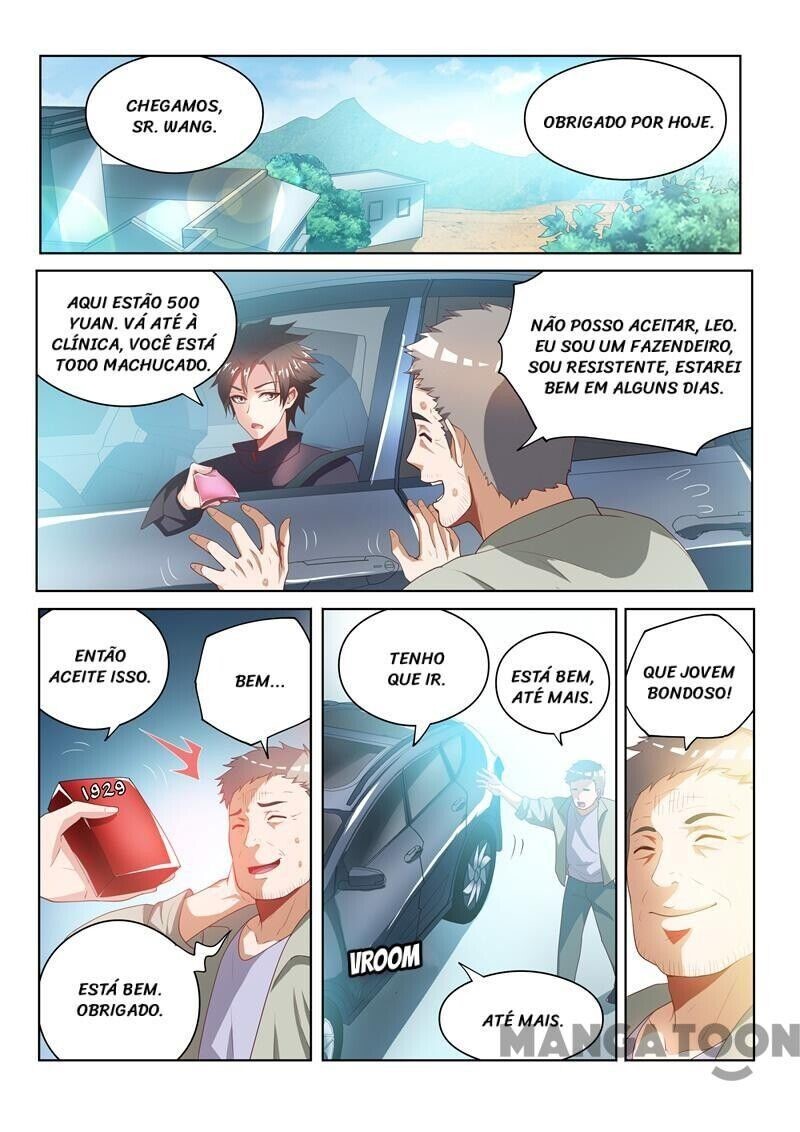 CHEGAMOS,
SR. WANG.
OBRIGADO POR HOJE.
AQUI ESTÃO 500
YUAN. VÁ ATÉ À
CLÍNICA, VOCÊ ESTÁ
TODO MACHUCADO.
NÃO POSSO ACEITAR, LEO.
EU SOU UM FAZENDEIRO,
SOU RESISTENTE, ESTAREI
BEM EM ALGUNS DIAS.
ENTÃO
ACEITE ISSO.
BEM...
1929
ESTÁ BEM.
OBRIGADO.
TENHO
QUE IR.
ESTÁ BEM,
ATÉ MAIS.
VROOM
ATÉ MAIS.
QUE JOVEM
BONDOSO!
MANGATOON